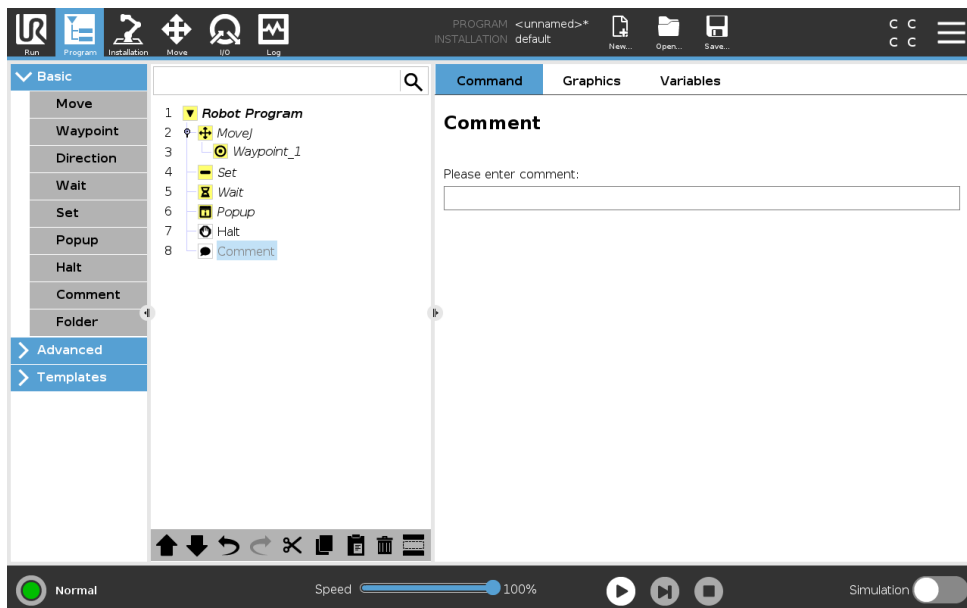 PROGRAM <unnamed>*
INSTALLATION default
C C
C C
Run
Program
Installation
Move
I/O
Log
New...
Open...
Save...
Basic
Move
Waypoint
Direction
Wait
Set
Popup
Halt
Comment
Folder
Advanced
Templates
1 Robot Program
2 MoveJ
3 Waypoint_1
4 Set
5 Wait
6 Popup
7 Halt
8 Comment
Command Graphics Variables
Comment
Please enter comment:
Normal
Speed 100%
Simulation